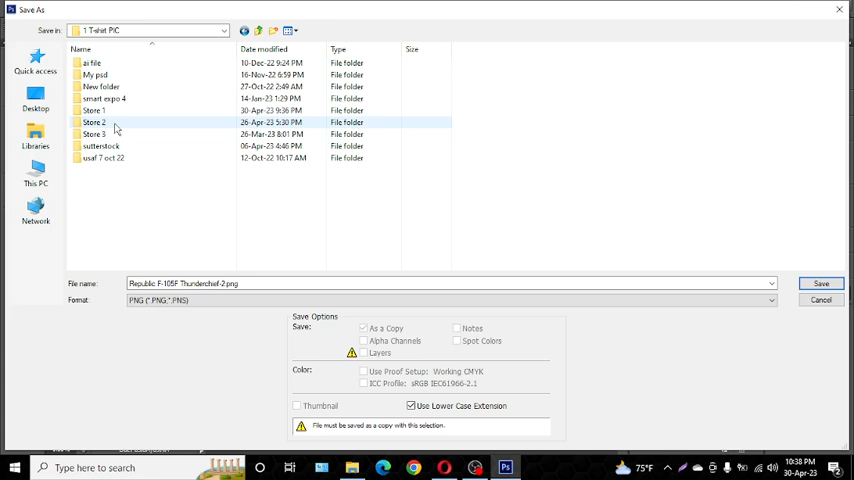 Save As
Save in: 1 T-shirt PIC
Name Date modified Type Size
ai file 10-Dec-22 9:24 PM File folder
My psd 16-Nov-22 6:59 PM File folder
New folder 27-Oct-22 2:49 AM File folder
smart expo 4 14-Jan-23 1:29 PM File folder
Store 1 30-Apr-23 9:36 PM File folder
Store 2 26-Apr-23 5:30 PM File folder
Store 3 26-Mar-23 8:01 PM File folder
sutterstock 06-Apr-23 4:46 PM File folder
usaf 7 oct 22 12-Oct-22 10:17 AM File folder
Quick access
Desktop
Libraries
This PC
Network
File name: Republic F-105F Thunderchief-2.png Save
Format: PNG (*.PNG;*.PNS) Cancel
Save Options
Save: As a Copy Notes
Alpha Channels Spot Colors
Layers
Color: Use Proof Setup: Working CMYK
ICC Profile: sRGB IEC61966-2.1
Thumbnail Use Lower Case Extension
File must be saved as a copy with this selection.
Type here to search 75°F 10:38 PM
30-Apr-23 2